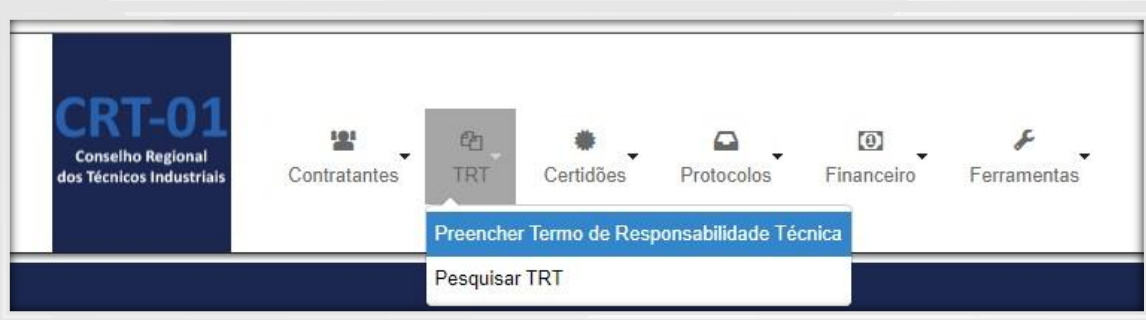 CRT-01
Conselho Regional
dos Técnicos Industriais
Contratantes
TRT
Certidões
Protocolos
Financeiro
Ferramentas
Preencher Termo de Responsabilidade Técnica
Pesquisar TRT